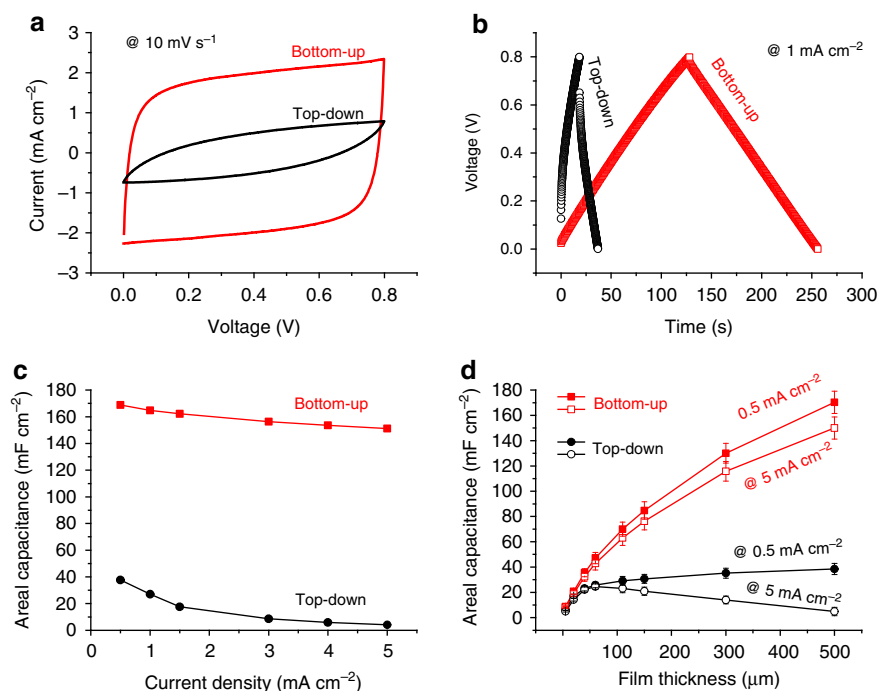 a
@ 10 mV s⁻¹
Bottom-up
Top-down
3
2
1
0
−1
−2
−3
Current (mA cm⁻²)
0.0 0.2 0.4 0.6 0.8
Voltage (V)
b
@ 1 mA cm⁻²
Top-down
Bottom-up
0.8
0.6
0.4
0.2
0.0
Voltage (V)
0 50 100 150 200 250 300
Time (s)
c
180
160
140
120
100
80
60
40
20
0
Areal capacitance (mF cm⁻²)
Bottom-up
Top-down
0 1 2 3 4 5
Current density (mA cm⁻²)
d
180
160
140
120
100
80
60
40
20
0
Areal capacitance (mF cm⁻²)
Bottom-up
Top-down
0.5 mA cm⁻²
@ 5 mA cm⁻²
@ 0.5 mA cm⁻²
@ 5 mA cm⁻²
0 100 200 300 400 500
Film thickness (μm)